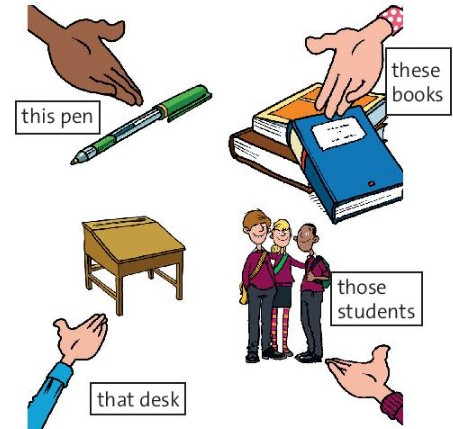 this pen
these
books
that desk
those
students